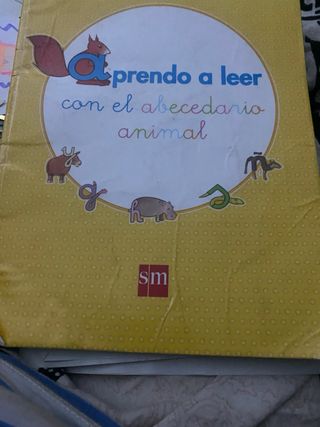 aprendo a leer
con el abecedario
animal
sm